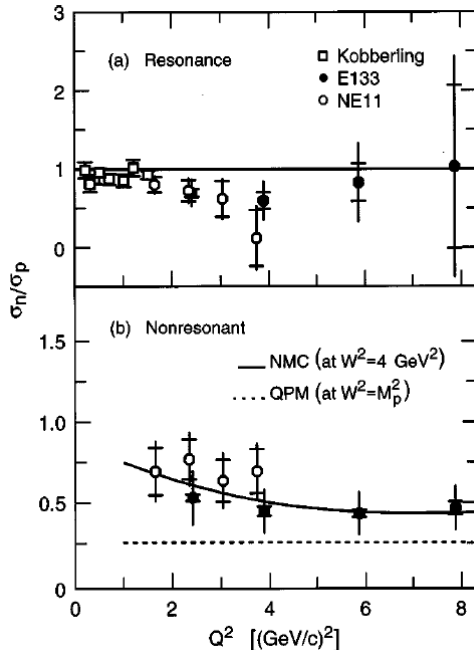 3
(a) Resonance
Kobberling
E133
NE11
2
1
0
σn/σp
(b) Nonresonant
NMC (at W²=4 GeV²)
QPM (at W²=M²p)
1.5
1.0
0.5
0
0 2 4 6 8
Q² [(GeV/c)²]